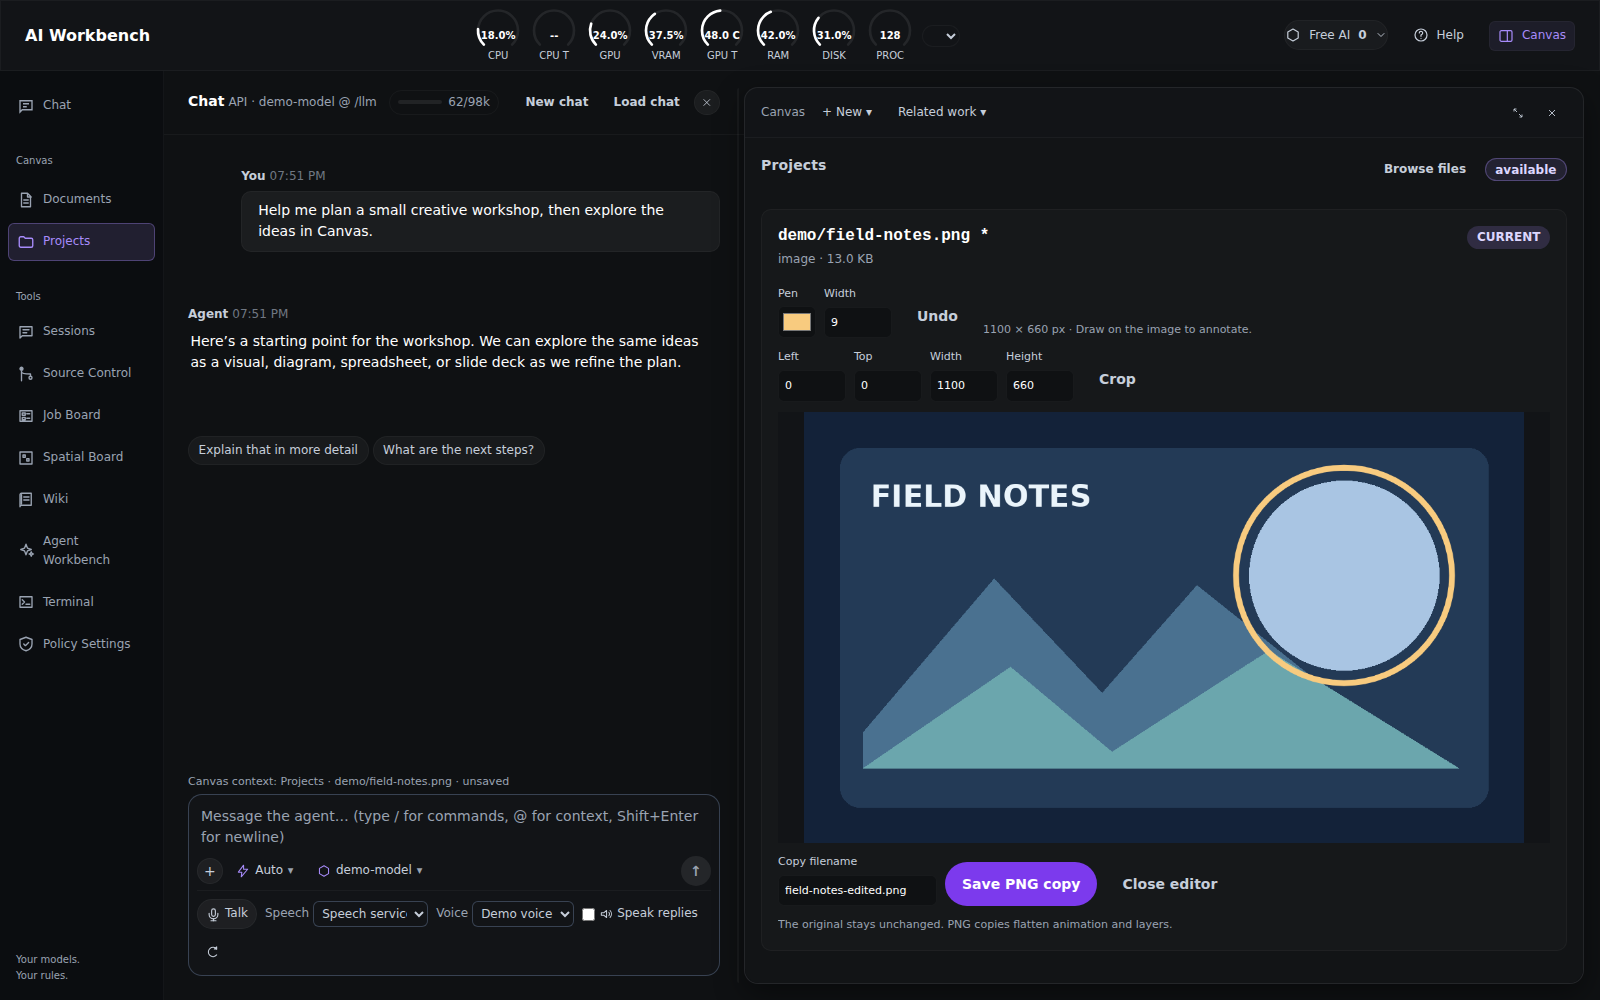 AI Workbench
18.0%
CPU
--
CPU T
24.0%
GPU
37.5%
VRAM
48.0 C
GPU T
42.0%
RAM
31.0%
DISK
128
PROC
Free AI 0
Help
Canvas
Chat
Canvas
Documents
Projects
Tools
Sessions
Source Control
Job Board
Spatial Board
Wiki
Agent
Workbench
Terminal
Policy Settings
Your models.
Your rules.
Chat API · demo-model @ /llm
62/98k
New chat
Load chat
You 07:51 PM
Help me plan a small creative workshop, then explore the
ideas in Canvas.
Agent 07:51 PM
Here's a starting point for the workshop. We can explore the same ideas
as a visual, diagram, spreadsheet, or slide deck as we refine the plan.
Explain that in more detail
What are the next steps?
Canvas context: Projects · demo/field-notes.png · unsaved
Message the agent… (type / for commands, @ for context, Shift+Enter
for newline)
+
Auto ▾
demo-model ▾
↑
Talk
Speech
Speech servic
Voice
Demo voice
Speak replies
Canvas
+ New ▾
Related work ▾
Projects
Browse files
available
demo/field-notes.png *
CURRENT
image · 13.0 KB
Pen
Width
9
Undo
1100 × 660 px · Draw on the image to annotate.
Left
Top
Width
Height
0
0
1100
660
Crop
FIELD NOTES
Copy filename
field-notes-edited.png
Save PNG copy
Close editor
The original stays unchanged. PNG copies flatten animation and layers.